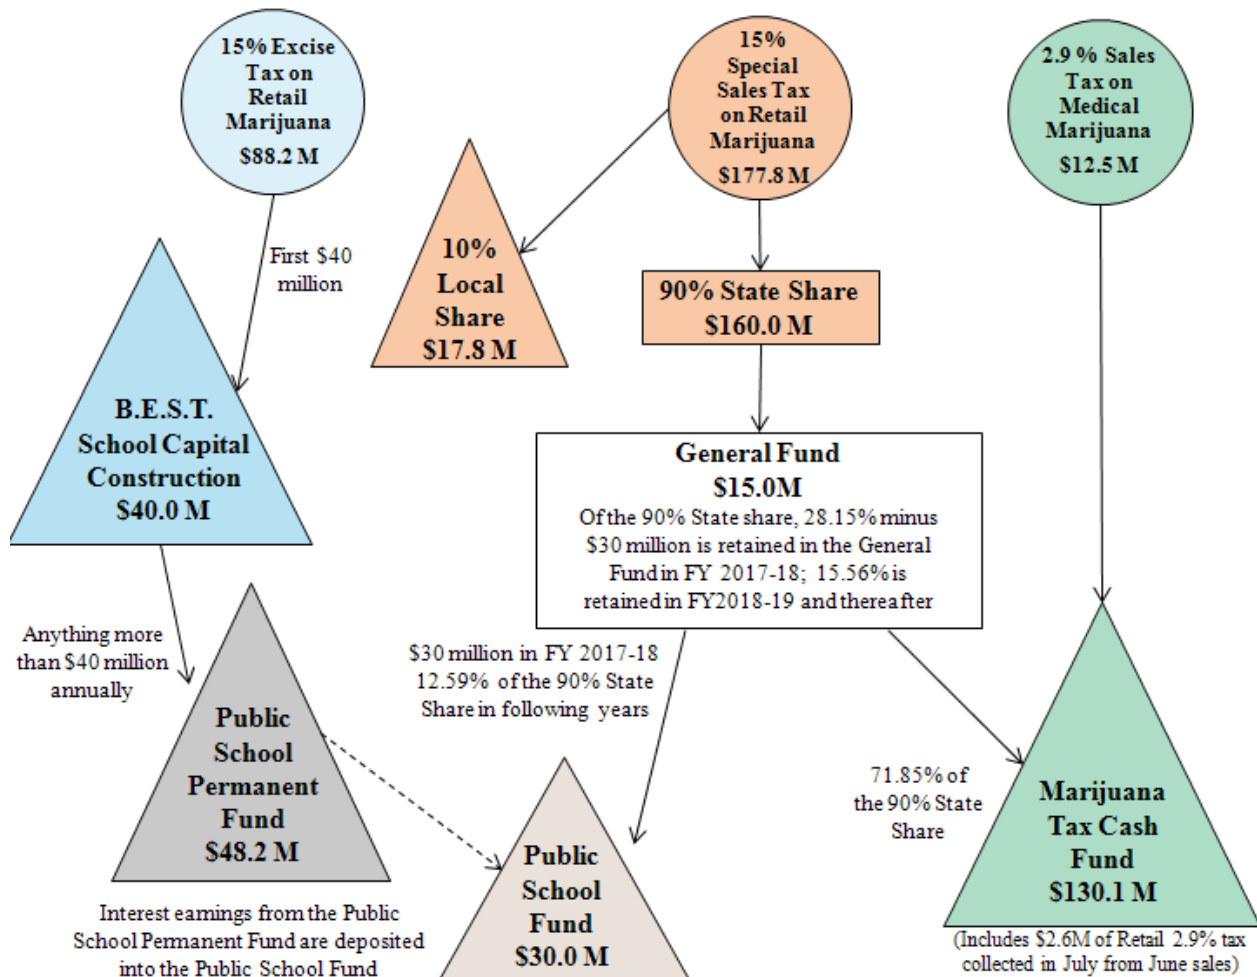 15% Excise
Tax on
Retail
Marijuana
$88.2 M
15%
Special
Sales Tax
on Retail
Marijuana
$177.8 M
2.9 % Sales
Tax on
Medical
Marijuana
$12.5 M
First $40
million
10%
Local
Share
$17.8 M
90% State Share
$160.0 M
B.E.S.T.
School Capital
Construction
$40.0 M
General Fund
$15.0M
Of the 90% State share, 28.15% minus
$30 million is retained in the General
Fund in FY 2017-18; 15.56% is
retained in FY2018-19 and thereafter
Anything more
than $40 million
annually
$30 million in FY 2017-18
12.59% of the 90% State
Share in following years
Public
School
Permanent
Fund
$48.2 M
71.85% of
the 90% State
Share
Marijuana
Tax Cash
Fund
$130.1 M
Public
School
Fund
$30.0 M
Interest earnings from the Public
School Permanent Fund are deposited
into the Public School Fund
(Includes $2.6M of Retail 2.9% tax
collected in July from June sales)